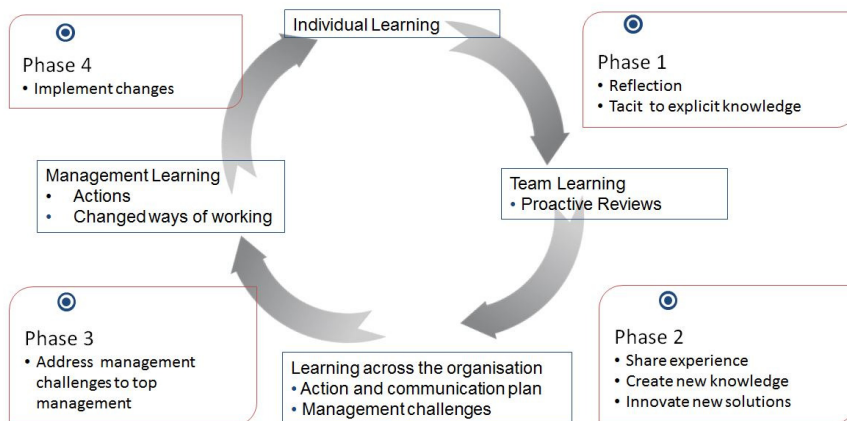 Individual Learning
Phase 4
• Implement changes
Phase 1
• Reflection
• Tacit to explicit knowledge
Management Learning
• Actions
• Changed ways of working
Team Learning
• Proactive Reviews
Phase 3
• Address management
challenges to top
management
Learning across the organisation
• Action and communication plan
• Management challenges
Phase 2
• Share experience
• Create new knowledge
• Innovate new solutions